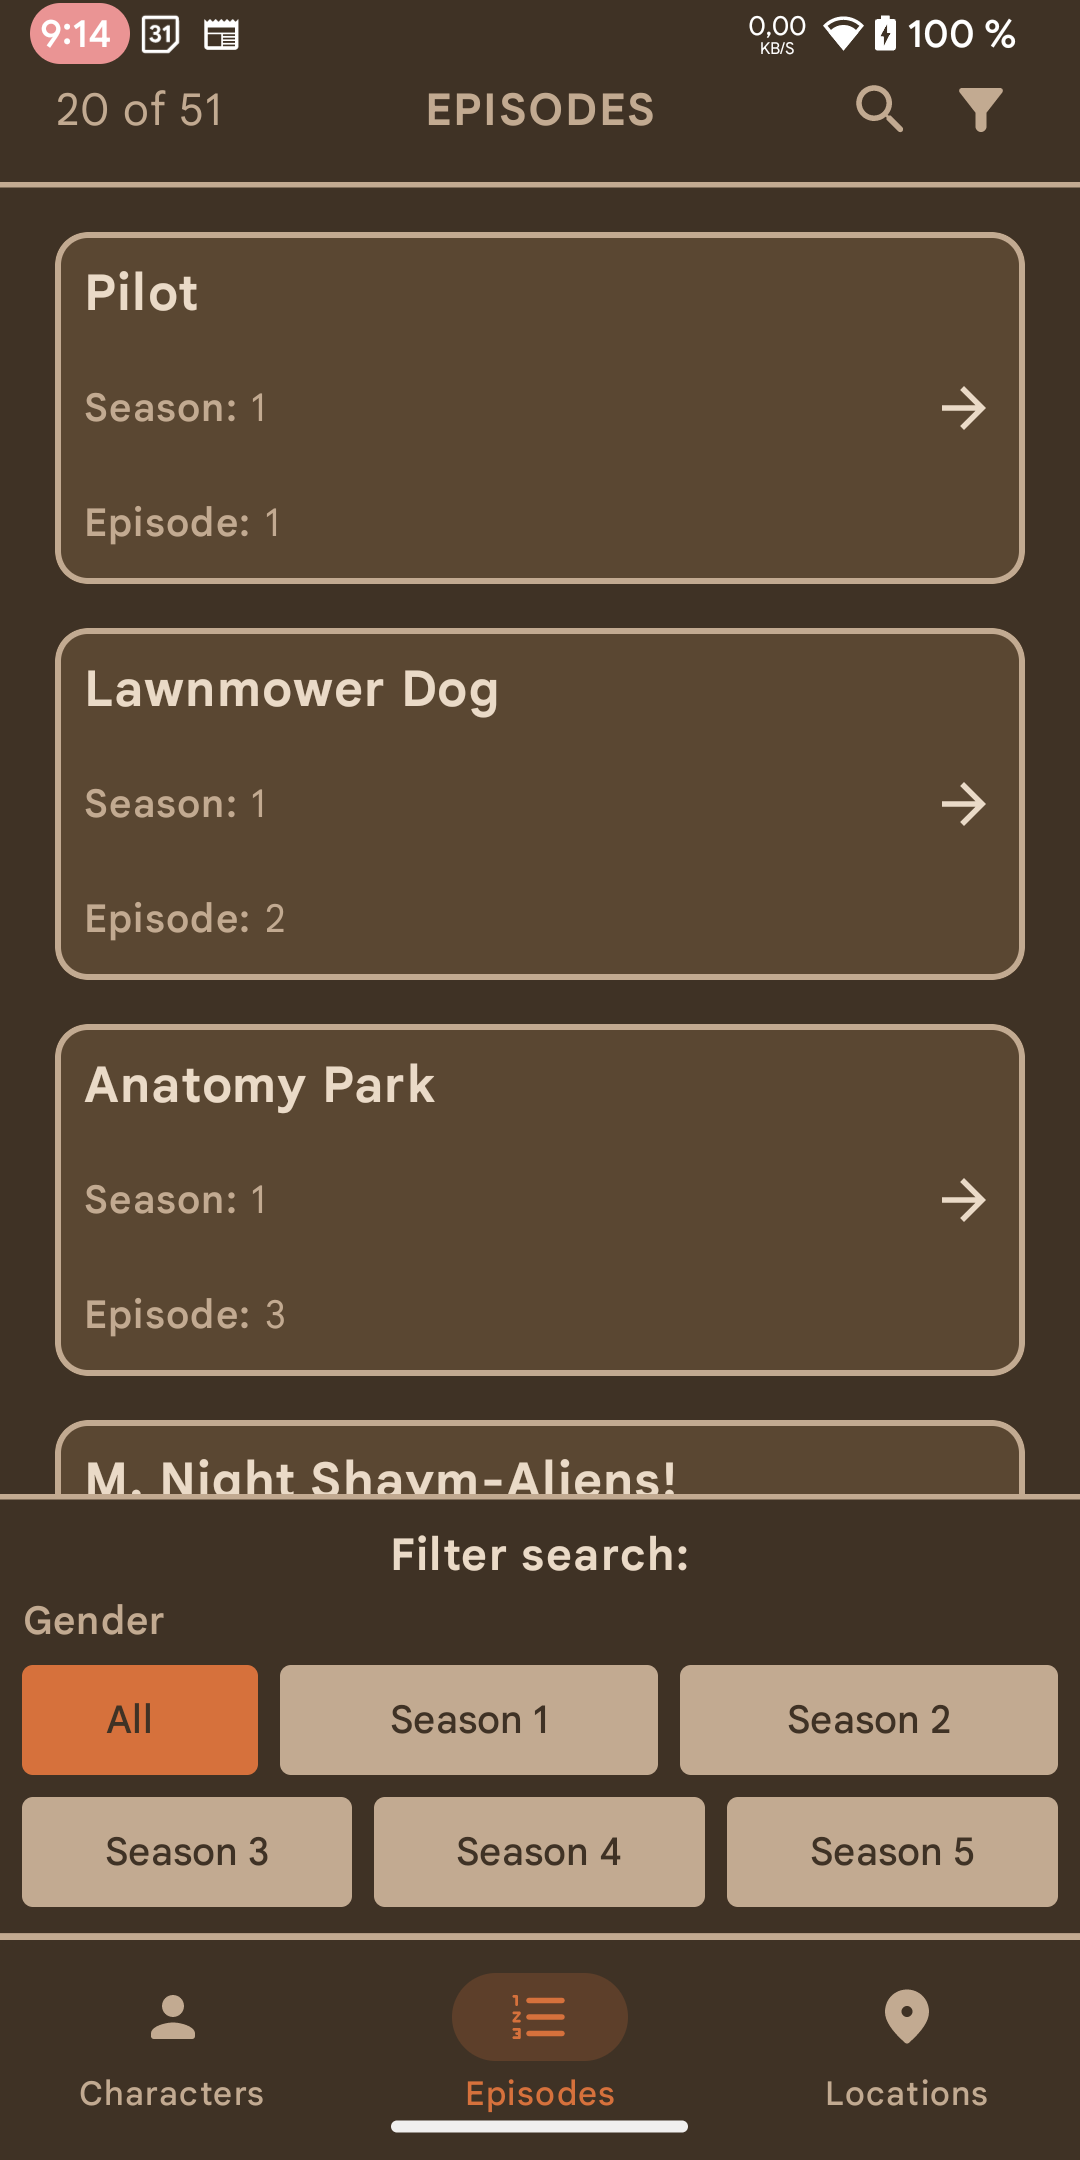 9:14 31 0,00 KB/S 100 %
20 of 51 EPISODES
Pilot
Season: 1
Episode: 1
Lawnmower Dog
Season: 1
Episode: 2
Anatomy Park
Season: 1
Episode: 3
M. Night Shaym-Aliens!
Filter search:
Gender
All Season 1 Season 2
Season 3 Season 4 Season 5
Characters Episodes Locations